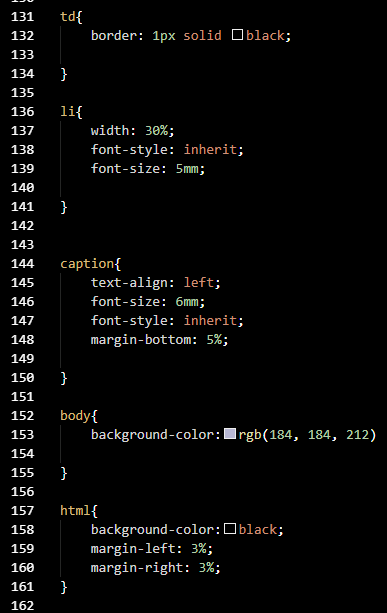 131 td{
132 border: 1px solid black;
133
134 }
135
136 li{
137 width: 30%;
138 font-style: inherit;
139 font-size: 5mm;
140
141 }
142
143
144 caption{
145 text-align: left;
146 font-size: 6mm;
147 font-style: inherit;
148 margin-bottom: 5%;
149
150 }
151
152 body{
153 background-color: rgb(184, 184, 212)
154
155 }
156
157 html{
158 background-color: black;
159 margin-left: 3%;
160 margin-right: 3%;
161 }
162